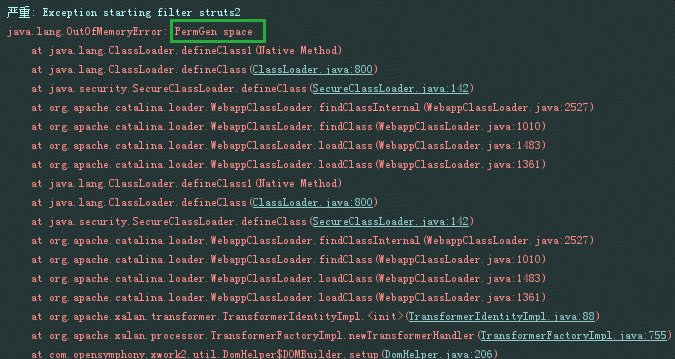 严重: Exception starting filter struts2
java.lang.OutOfMemoryError: PermGen space
at java.lang.ClassLoader.defineClass1(Native Method)
at java.lang.ClassLoader.defineClass(ClassLoader.java:800)
at java.security.SecureClassLoader.defineClass(SecureClassLoader.java:142)
at org.apache.catalina.loader.WebappClassLoader.findClassInternal(WebappClassLoader.java:2527)
at org.apache.catalina.loader.WebappClassLoader.findClass(WebappClassLoader.java:1010)
at org.apache.catalina.loader.WebappClassLoader.loadClass(WebappClassLoader.java:1483)
at org.apache.catalina.loader.WebappClassLoader.loadClass(WebappClassLoader.java:1361)
at java.lang.ClassLoader.defineClass1(Native Method)
at java.lang.ClassLoader.defineClass(ClassLoader.java:800)
at java.security.SecureClassLoader.defineClass(SecureClassLoader.java:142)
at org.apache.catalina.loader.WebappClassLoader.findClassInternal(WebappClassLoader.java:2527)
at org.apache.catalina.loader.WebappClassLoader.findClass(WebappClassLoader.java:1010)
at org.apache.catalina.loader.WebappClassLoader.loadClass(WebappClassLoader.java:1483)
at org.apache.catalina.loader.WebappClassLoader.loadClass(WebappClassLoader.java:1361)
at org.apache.xalan.transformer.TransformerIdentityImpl.<init>(TransformerIdentityImpl.java:88)
at org.apache.xalan.processor.TransformerFactoryImpl.newTransformerHandler(TransformerFactoryImpl.java:755)
at com.opensymphony.xwork2.util.DomHelper$DOMBuilder.setup(DomHelper.java:206)